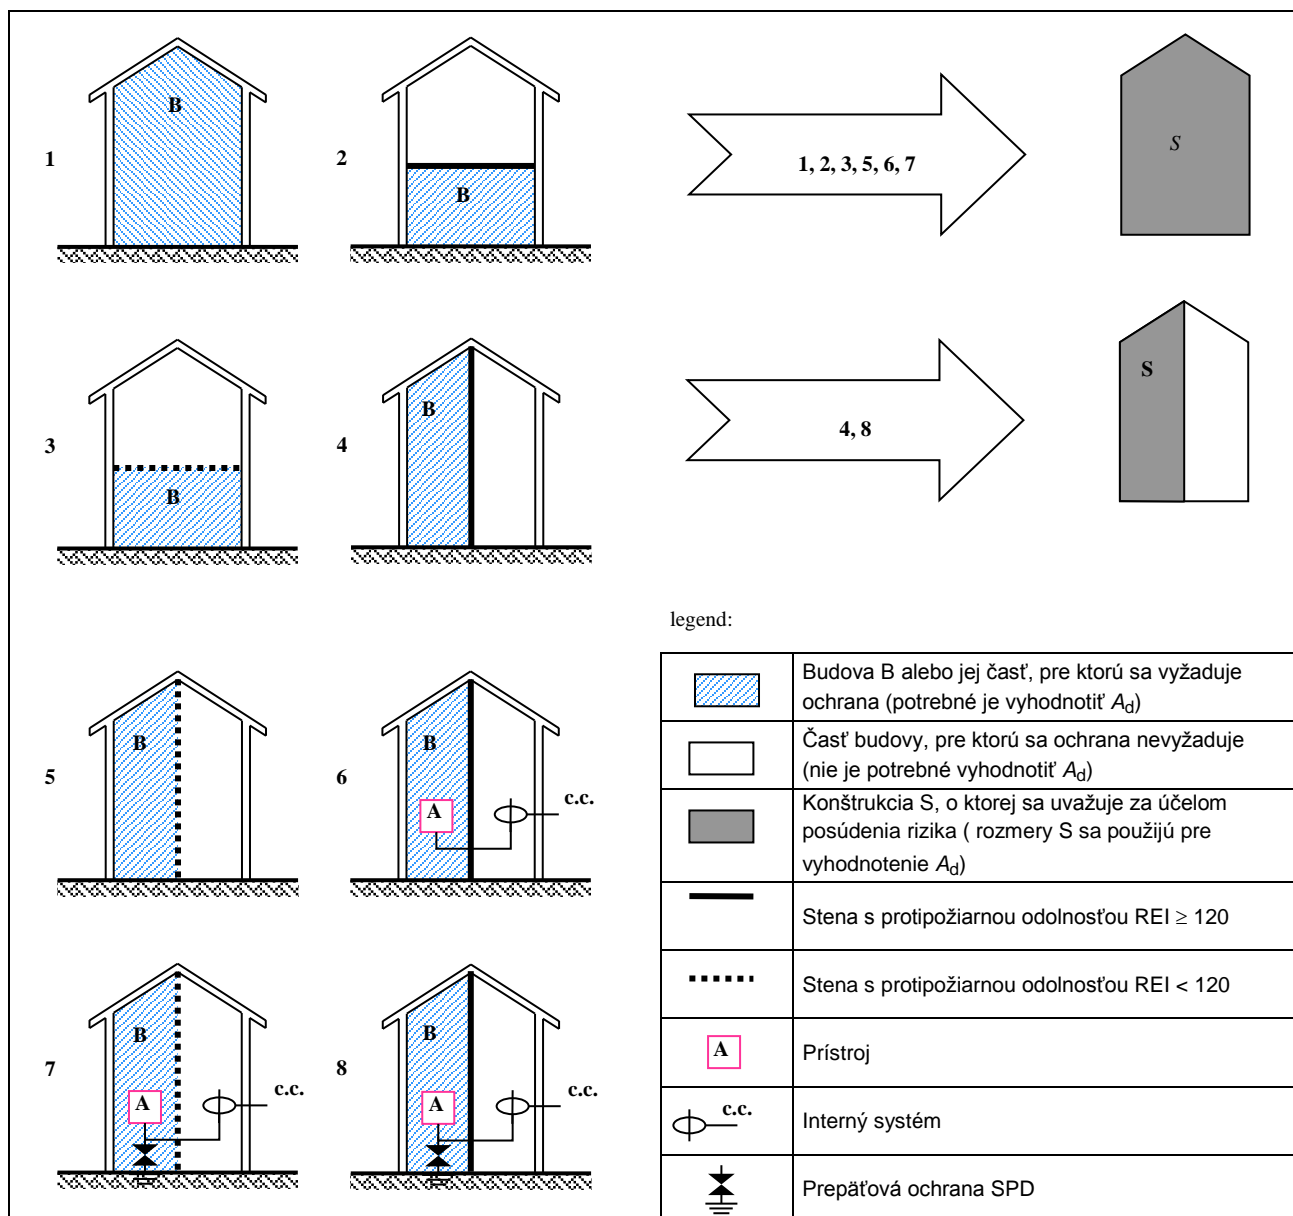 B
1
2
B
1, 2, 3, 5, 6, 7
S
3
B
4
B
4, 8
S
legend:
Budova B alebo jej časť, pre ktorú sa vyžaduje
ochrana (potrebné je vyhodnotiť Ad)
Časť budovy, pre ktorú sa ochrana nevyžaduje
(nie je potrebné vyhodnotiť Ad)
Konštrukcia S, o ktorej sa uvažuje za účelom
posúdenia rizika ( rozmery S sa použijú pre
vyhodnotenie Ad)
Stena s protipožiarnou odolnosťou REI ≥ 120
Stena s protipožiarnou odolnosťou REI < 120
A
Prístroj
c.c.
Interný systém
Prepäťová ochrana SPD
5
B
6
B
A
c.c.
7
B
A
c.c.
8
B
A
c.c.